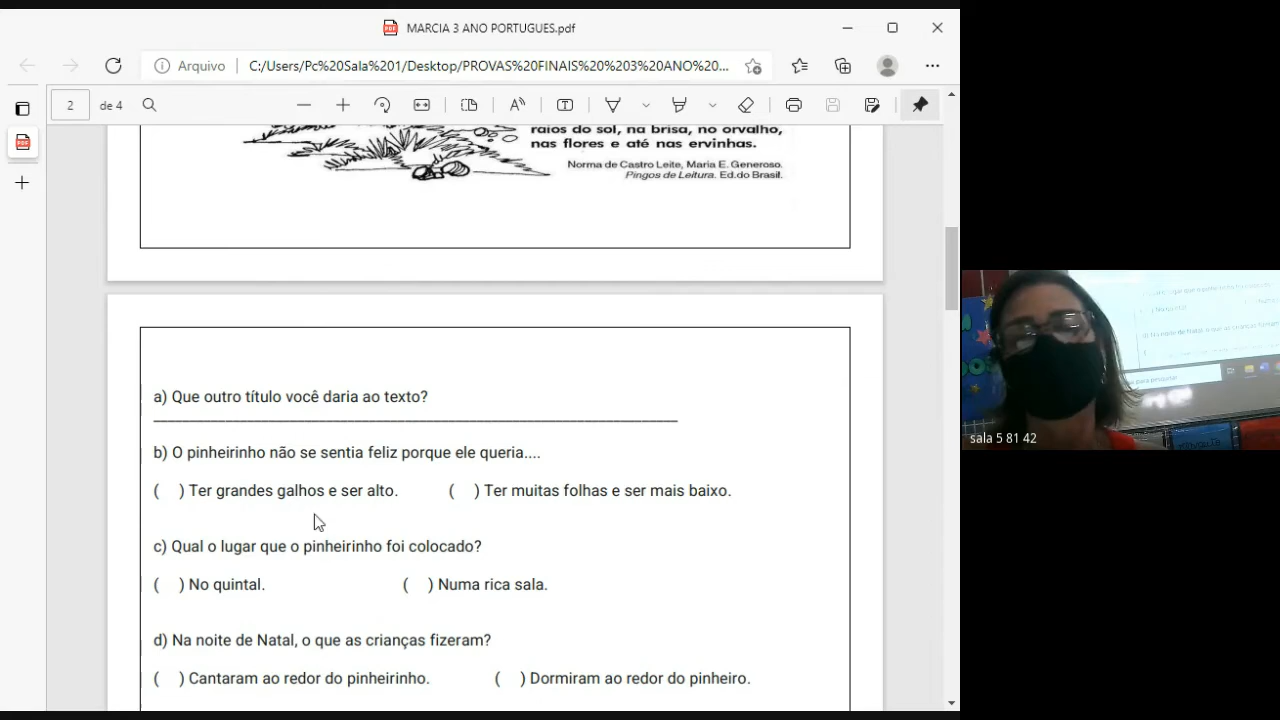 MARCIA 3 ANO PORTUGUES.pdf
Arquivo
C:/Users/Pc%20Sala%201/Desktop/PROVAS%20FINAIS%20%203%20ANO%20...
2
de 4
raios do sol, na brisa, no orvalho,
nas flores e até nas ervinhas.
Norma de Castro Leite, Maria E. Generoso.
Pingos de Leitura. Ed.do Brasil.
a) Que outro título você daria ao texto?
b) O pinheirinho não se sentia feliz porque ele queria....
( ) Ter grandes galhos e ser alto. ( ) Ter muitas folhas e ser mais baixo.
c) Qual o lugar que o pinheirinho foi colocado?
( ) No quintal. ( ) Numa rica sala.
d) Na noite de Natal, o que as crianças fizeram?
( ) Cantaram ao redor do pinheirinho. ( ) Dormiram ao redor do pinheiro.
sala 5 81 42